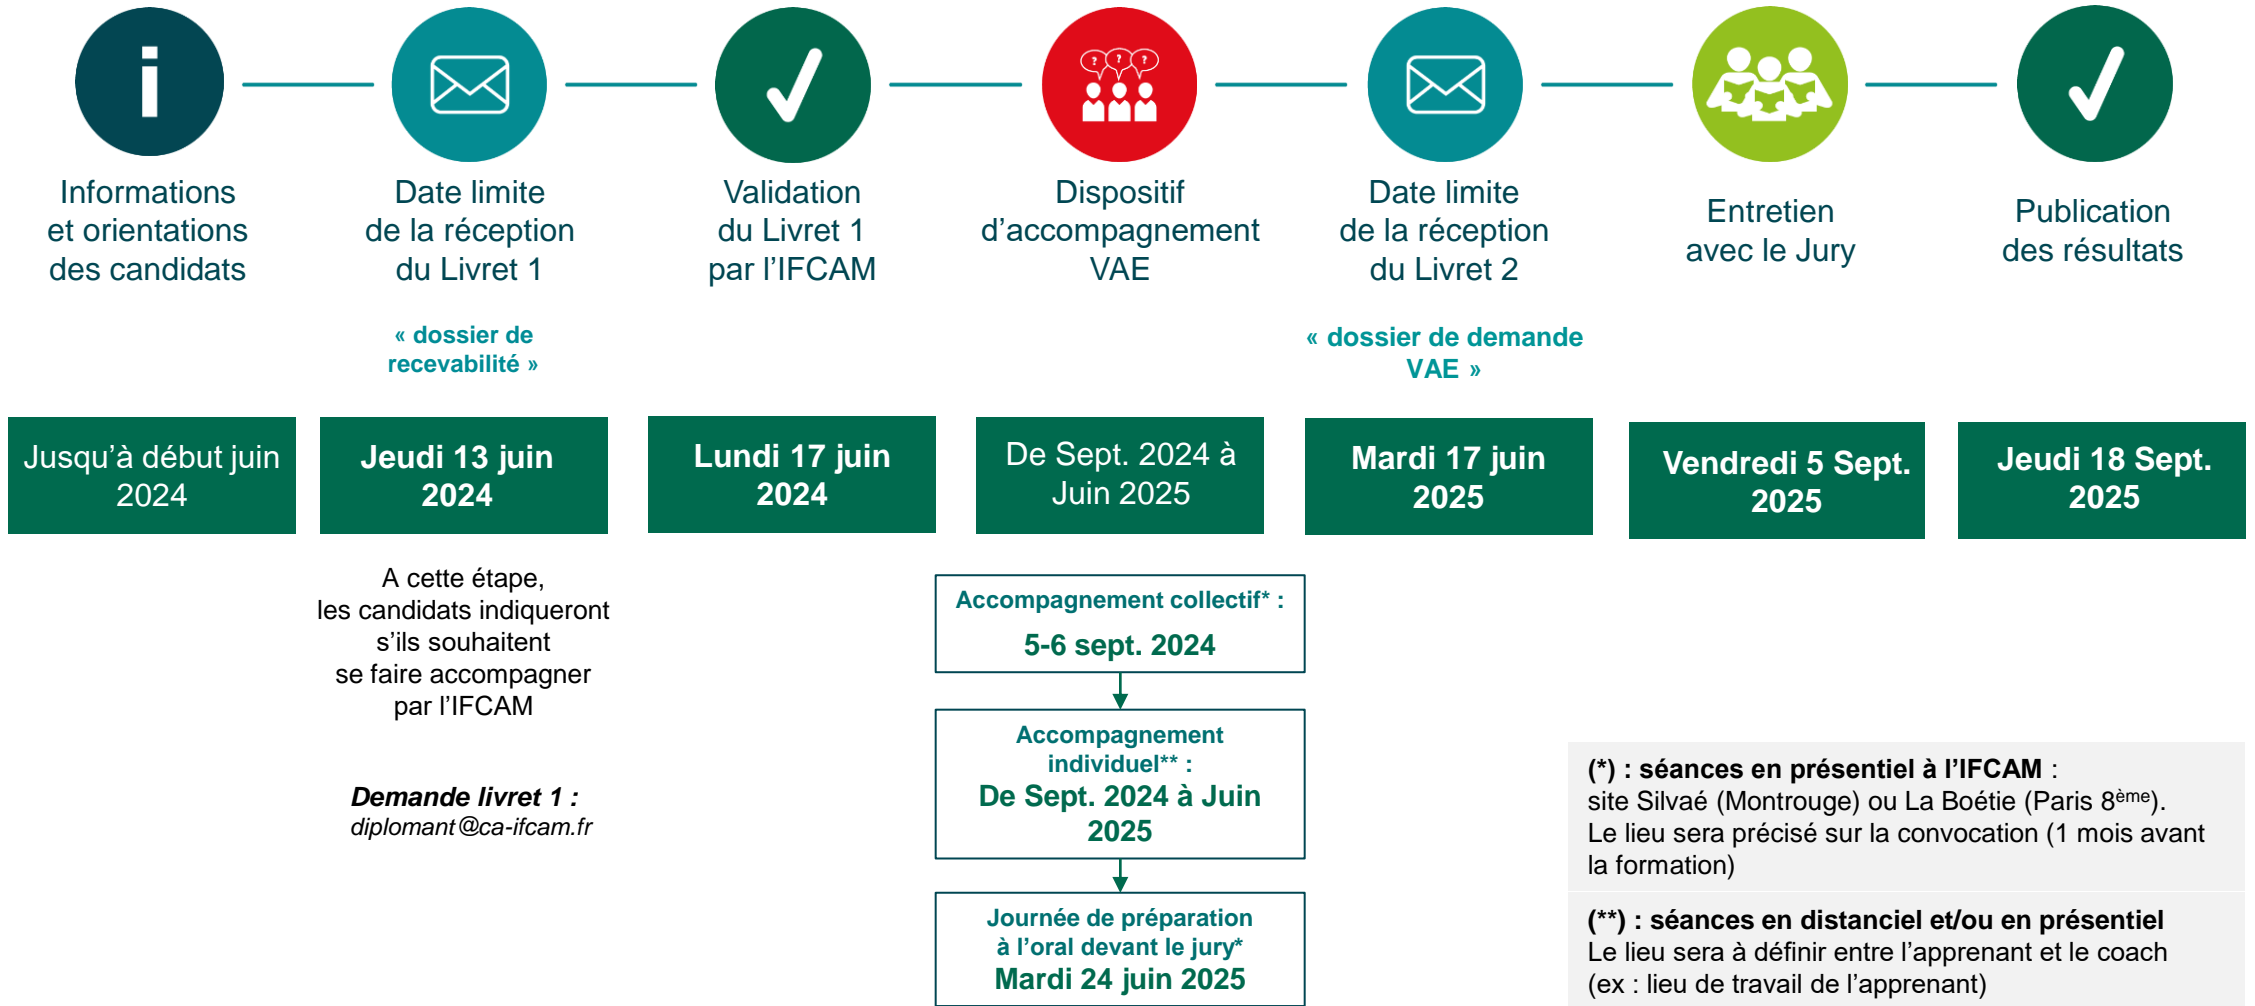 i
Informations
et orientations
des candidats
Date limite
de la réception
du Livret 1
« dossier de
recevabilité »
Validation
du Livret 1
par l’IFCAM
? ? ?
Dispositif
d’accompagnement
VAE
Date limite
de la réception
du Livret 2
« dossier de demande
VAE »
Entretien
avec le Jury
Publication
des résultats
Jusqu’à début juin
2024
Jeudi 13 juin
2024
Lundi 17 juin
2024
De Sept. 2024 à
Juin 2025
Mardi 17 juin
2025
Vendredi 5 Sept.
2025
Jeudi 18 Sept.
2025
A cette étape,
les candidats indiqueront
s’ils souhaitent
se faire accompagner
par l’IFCAM
Demande livret 1 :
diplomant@ca-ifcam.fr
Accompagnement collectif* :
5-6 sept. 2024
Accompagnement
individuel** :
De Sept. 2024 à Juin
2025
Journée de préparation
à l’oral devant le jury*
Mardi 24 juin 2025
(*) : séances en présentiel à l’IFCAM :
site Silvaé (Montrouge) ou La Boétie (Paris 8ème).
Le lieu sera précisé sur la convocation (1 mois avant
la formation)
(**) : séances en distanciel et/ou en présentiel
Le lieu sera à définir entre l’apprenant et le coach
(ex : lieu de travail de l’apprenant)